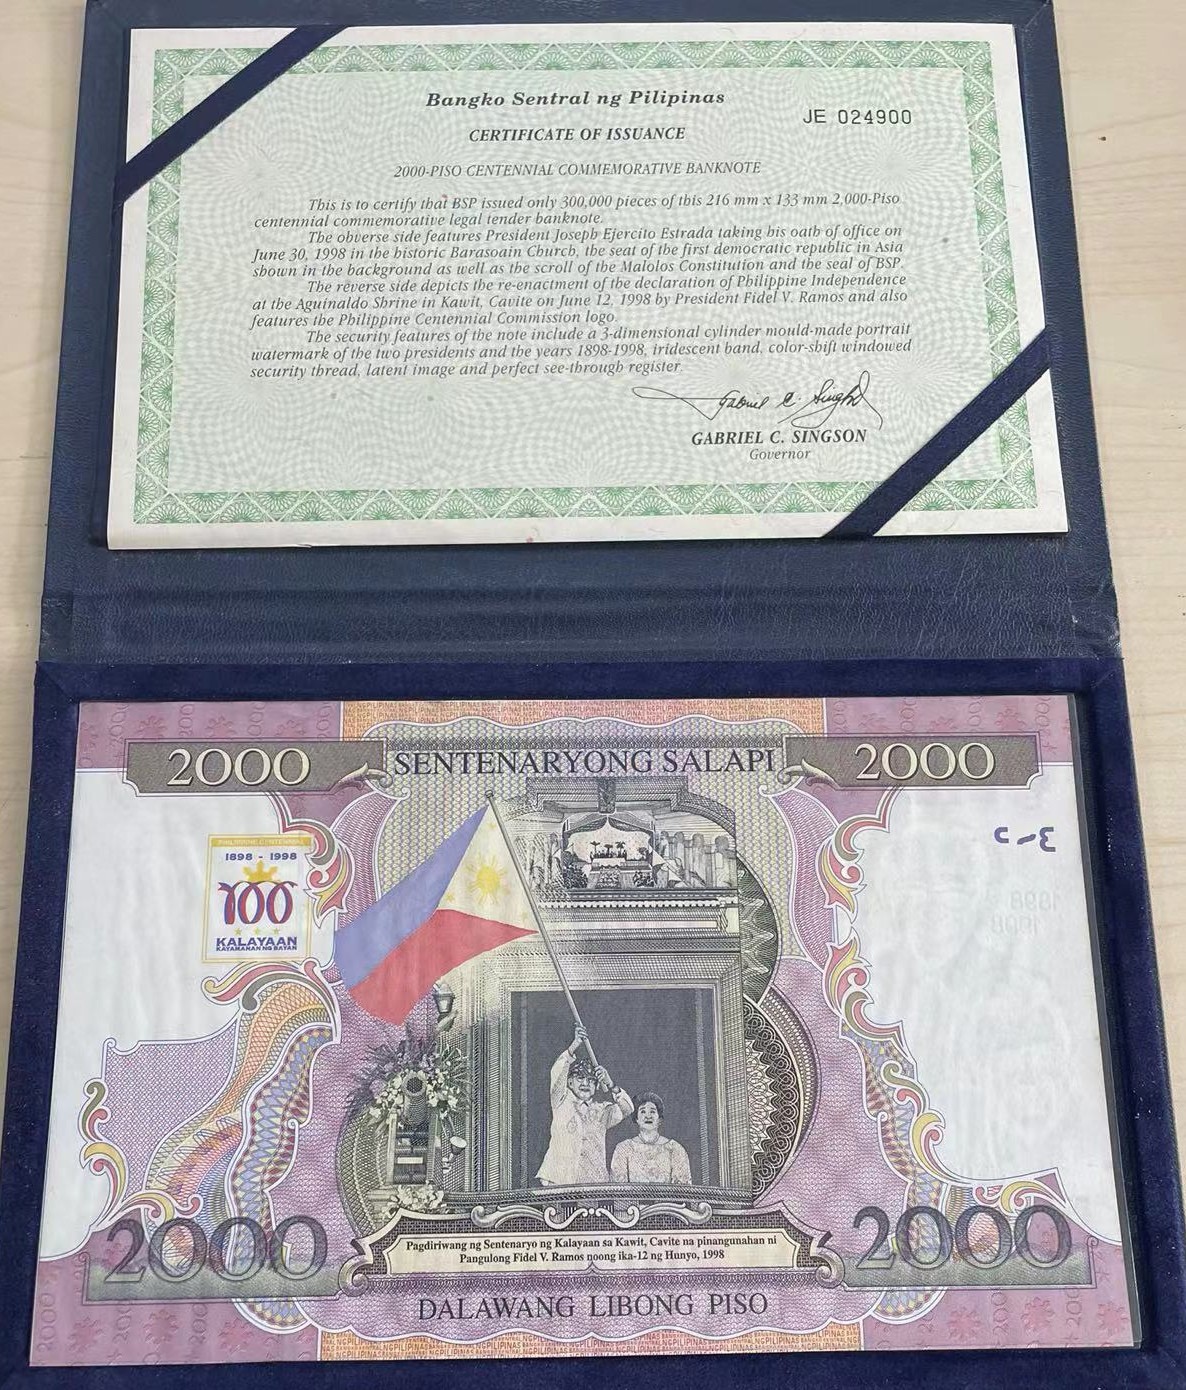 Bangko Sentral ng Pilipinas
JE 024900
CERTIFICATE OF ISSUANCE
2000-PISO CENTENNIAL COMMEMORATIVE BANKNOTE
This is to certify that BSP issued only 300,000 pieces of this 216 mm x 133 mm 2,000-Piso
centennial commemorative legal tender banknote.
The obverse side features President Joseph Ejercito Estrada taking his oath of office on
June 30, 1998 in the historic Barasoain Church, the seat of the first democratic republic in Asia
shown in the background as well as the scroll of the Malolos Constitution and the seal of BSP.
The reverse side depicts the re-enactment of the declaration of Philippine Independence
at the Aguinaldo Shrine in Kawit, Cavite on June 12, 1998 by President Fidel V. Ramos and also
features the Philippine Centennial Commission logo.
The security features of the note include a 3-dimensional cylinder mould-made portrait
watermark of the two presidents and the years 1898-1998, iridescent band, color-shift windowed
security thread, latent image and perfect see-through register.
GABRIEL C. SINGSON
Governor
2000
SENTENARYONG SALAPI
2000
PHILIPPINE CENTENNIAL
1898 - 1998
100
KALAYAAN
KAYAMANAN NG BAYAN
Pagdiriwang ng Sentenaryo ng Kalayaan sa Kawit, Cavite na pinangunahan ni
Pangulong Fidel V. Ramos noong ika-12 ng Hunyo, 1998
2000
2000
DALAWANG LIBONG PISO